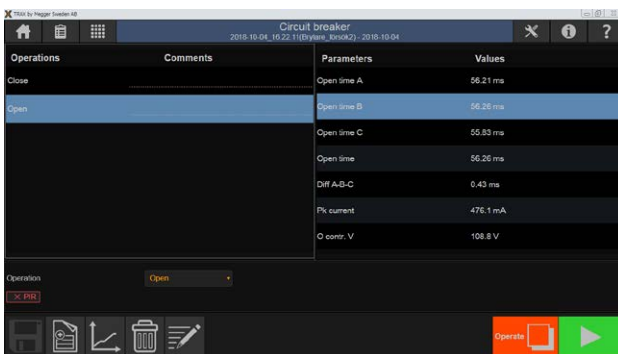 TRAX by Megger Sweden AB
Circuit breaker
2018-10-04_16.22.11(Brytare_försök2) - 2018-10-04
Operations Comments
Close
Open
Parameters Values
Open time A 56.21 ms
Open time B 56.26 ms
Open time C 55.83 ms
Open time 56.26 ms
Diff A-B-C 0,43 ms
Pk current 476.1 mA
O contr. V 108.8 V
Operation Open
× PIR
Operate